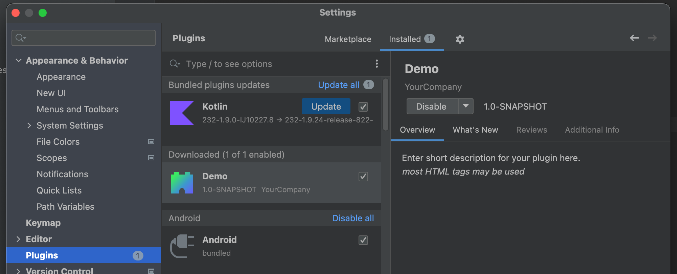 Settings
Appearance & Behavior
Appearance
New UI
Menus and Toolbars
System Settings
File Colors
Scopes
Notifications
Quick Lists
Path Variables
Keymap
Editor
Plugins 1
Version Control
Plugins
Marketplace
Installed 1
Type / to see options
Bundled plugins updates Update all 1
Kotlin Update
232-1.9.0-IJ10227.8 → 232-1.9.24-release-822-
Downloaded (1 of 1 enabled)
Demo
1.0-SNAPSHOT YourCompany
Android Disable all
Android
bundled
Demo
YourCompany
Disable 1.0-SNAPSHOT
Overview What's New Reviews Additional Info
Enter short description for your plugin here.
most HTML tags may be used